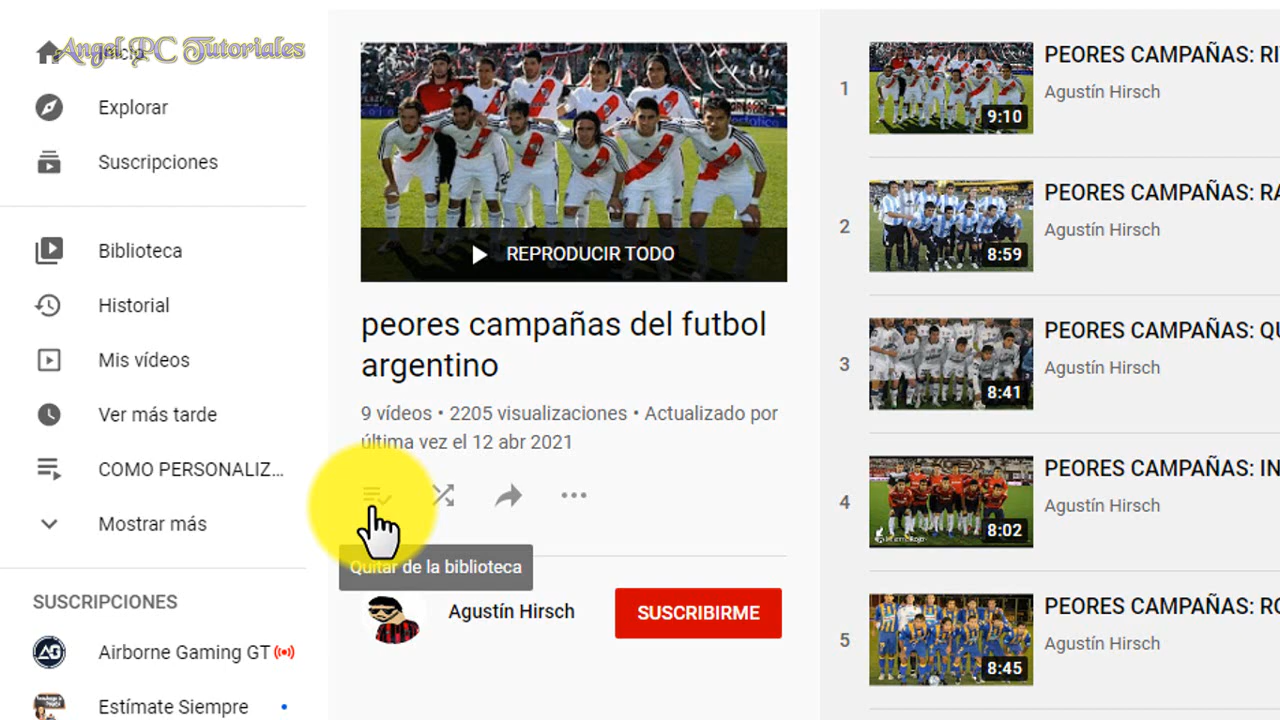 Angel PC Tutoriales
Inicio
Explorar
Suscripciones
Biblioteca
Historial
Mis vídeos
Ver más tarde
COMO PERSONALIZ...
Mostrar más
SUSCRIPCIONES
Airborne Gaming GT
Estímate Siempre
REPRODUCIR TODO
peores campañas del futbol
argentino
9 vídeos • 2205 visualizaciones • Actualizado por
última vez el 12 abr 2021
Quitar de la biblioteca
Agustín Hirsch
SUSCRIBIRME
1
9:10
PEORES CAMPAÑAS: RI
Agustín Hirsch
2
8:59
PEORES CAMPAÑAS: RA
Agustín Hirsch
3
8:41
PEORES CAMPAÑAS: QU
Agustín Hirsch
4
8:02
PEORES CAMPAÑAS: IN
Agustín Hirsch
5
8:45
PEORES CAMPAÑAS: RO
Agustín Hirsch